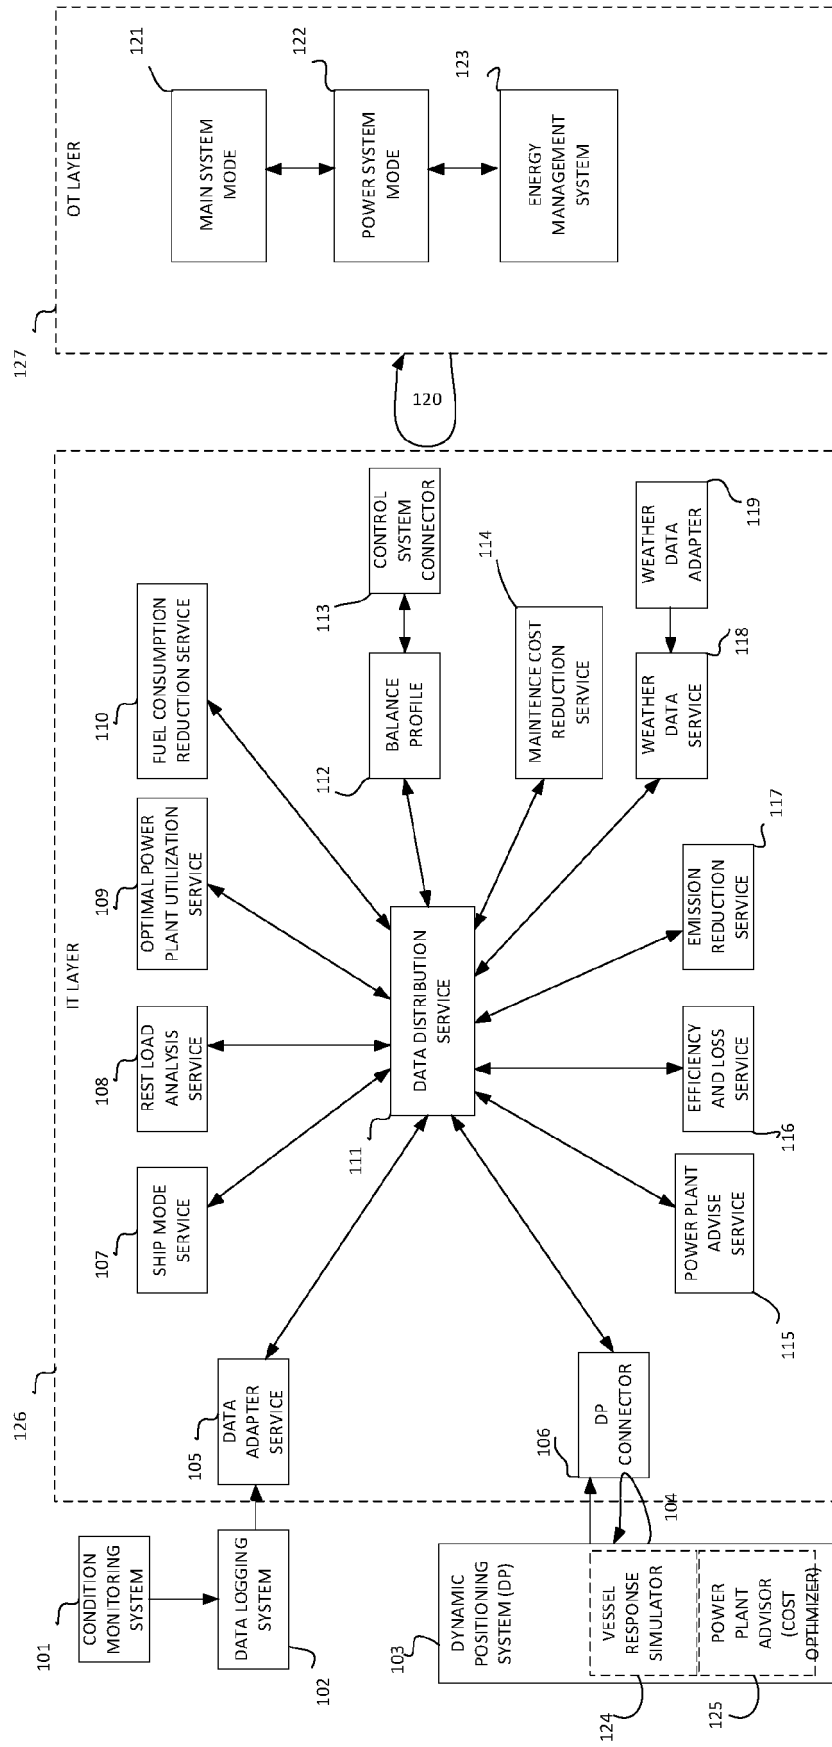 101
CONDITION
MONITORING
SYSTEM
DATA LOGGING
SYSTEM
102
103
DYNAMIC
POSITIONING
SYSTEM (DP)
VESSEL
RESPONSE
SIMULATOR
124
POWER
PLANT
ADVISOR
(COST
OPTIMIZER)
125
104
126
IT LAYER
105
DATA
ADAPTER
SERVICE
106
DP
CONNECTOR
107
SHIP MODE
SERVICE
108
REST LOAD
ANALYSIS
SERVICE
109
OPTIMAL POWER
PLANT UTILIZATION
SERVICE
110
FUEL CONSUMPTION
REDUCTION SERVICE
111
DATA DISTRIBUTION
SERVICE
112
BALANCE
PROFILE
113
CONTROL
SYSTEM
CONNECTOR
114
MAINTENCE COST
REDUCTION
SERVICE
POWER PLANT
ADVISE
SERVICE
115
EFFICIENCY
AND LOSS
SERVICE
116
EMISSION
REDUCTION
SERVICE
117
WEATHER
DATA
SERVICE
118
WEATHER
DATA
ADAPTER
119
120
127
OT LAYER
121
MAIN SYSTEM
MODE
122
POWER SYSTEM
MODE
123
ENERGY
MANAGEMENT
SYSTEM